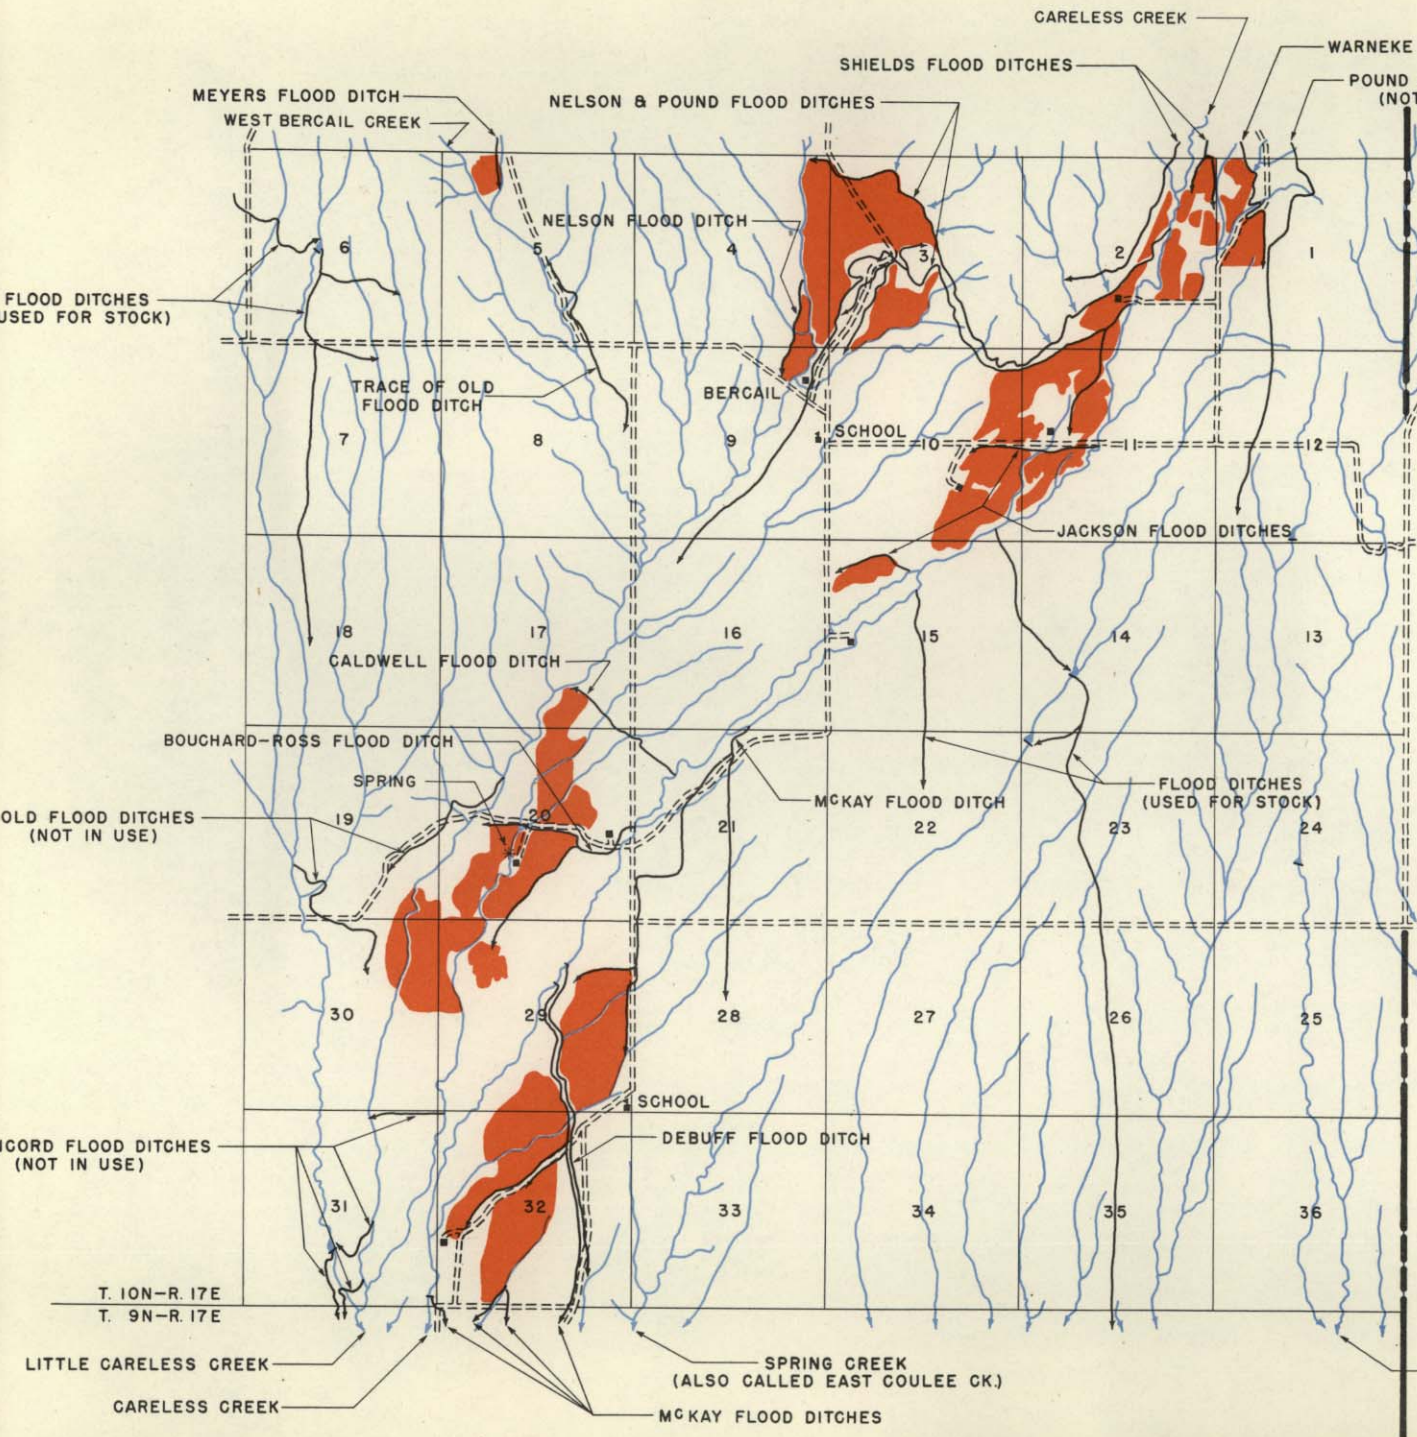 CARELESS CREEK
WARNEKE
SHIELDS FLOOD DITCHES
POUND
(NOT
MEYERS FLOOD DITCH
NELSON & POUND FLOOD DITCHES
WEST BERCAIL CREEK
NELSON FLOOD DITCH
6
5
4
3
2
1
FLOOD DITCHES
USED FOR STOCK)
TRACE OF OLD
FLOOD DITCH
BERCAIL
SCHOOL
7
8
9
10
11
12
JACKSON FLOOD DITCHES
18
17
16
15
14
13
CALDWELL FLOOD DITCH
BOUCHARD-ROSS FLOOD DITCH
SPRING
MCKAY FLOOD DITCH
FLOOD DITCHES
(USED FOR STOCK)
OLD FLOOD DITCHES
(NOT IN USE)
19
20
21
22
23
24
30
29
28
27
26
25
SCHOOL
DEBUFF FLOOD DITCH
CORD FLOOD DITCHES
(NOT IN USE)
31
32
33
34
35
36
T. 10N-R. 17E
T. 9N-R. 17E
LITTLE CARELESS CREEK
SPRING CREEK
(ALSO CALLED EAST COULEE CK.)
CARELESS CREEK
MCKAY FLOOD DITCHES